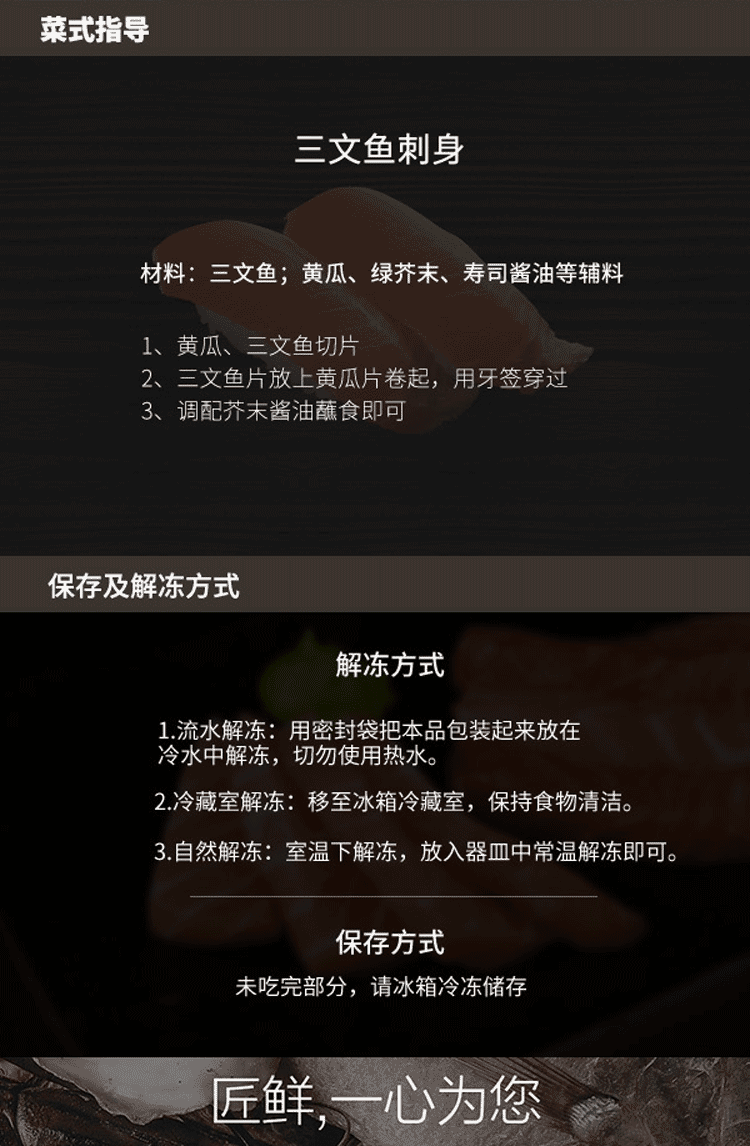 菜式指导
三文鱼刺身
材料：三文鱼；黄瓜、绿芥末、寿司酱油等辅料
1、黄瓜、三文鱼切片
2、三文鱼片放上黄瓜片卷起，用牙签穿过
3、调配芥末酱油蘸食即可
保存及解冻方式
解冻方式
1.流水解冻：用密封袋把本品包装起来放在
冷水中解冻，切勿使用热水。
2.冷藏室解冻：移至冰箱冷藏室，保持食物清洁。
3.自然解冻：室温下解冻，放入器皿中常温解冻即可。
保存方式
未吃完部分，请冰箱冷冻储存
匠鲜,一心为您